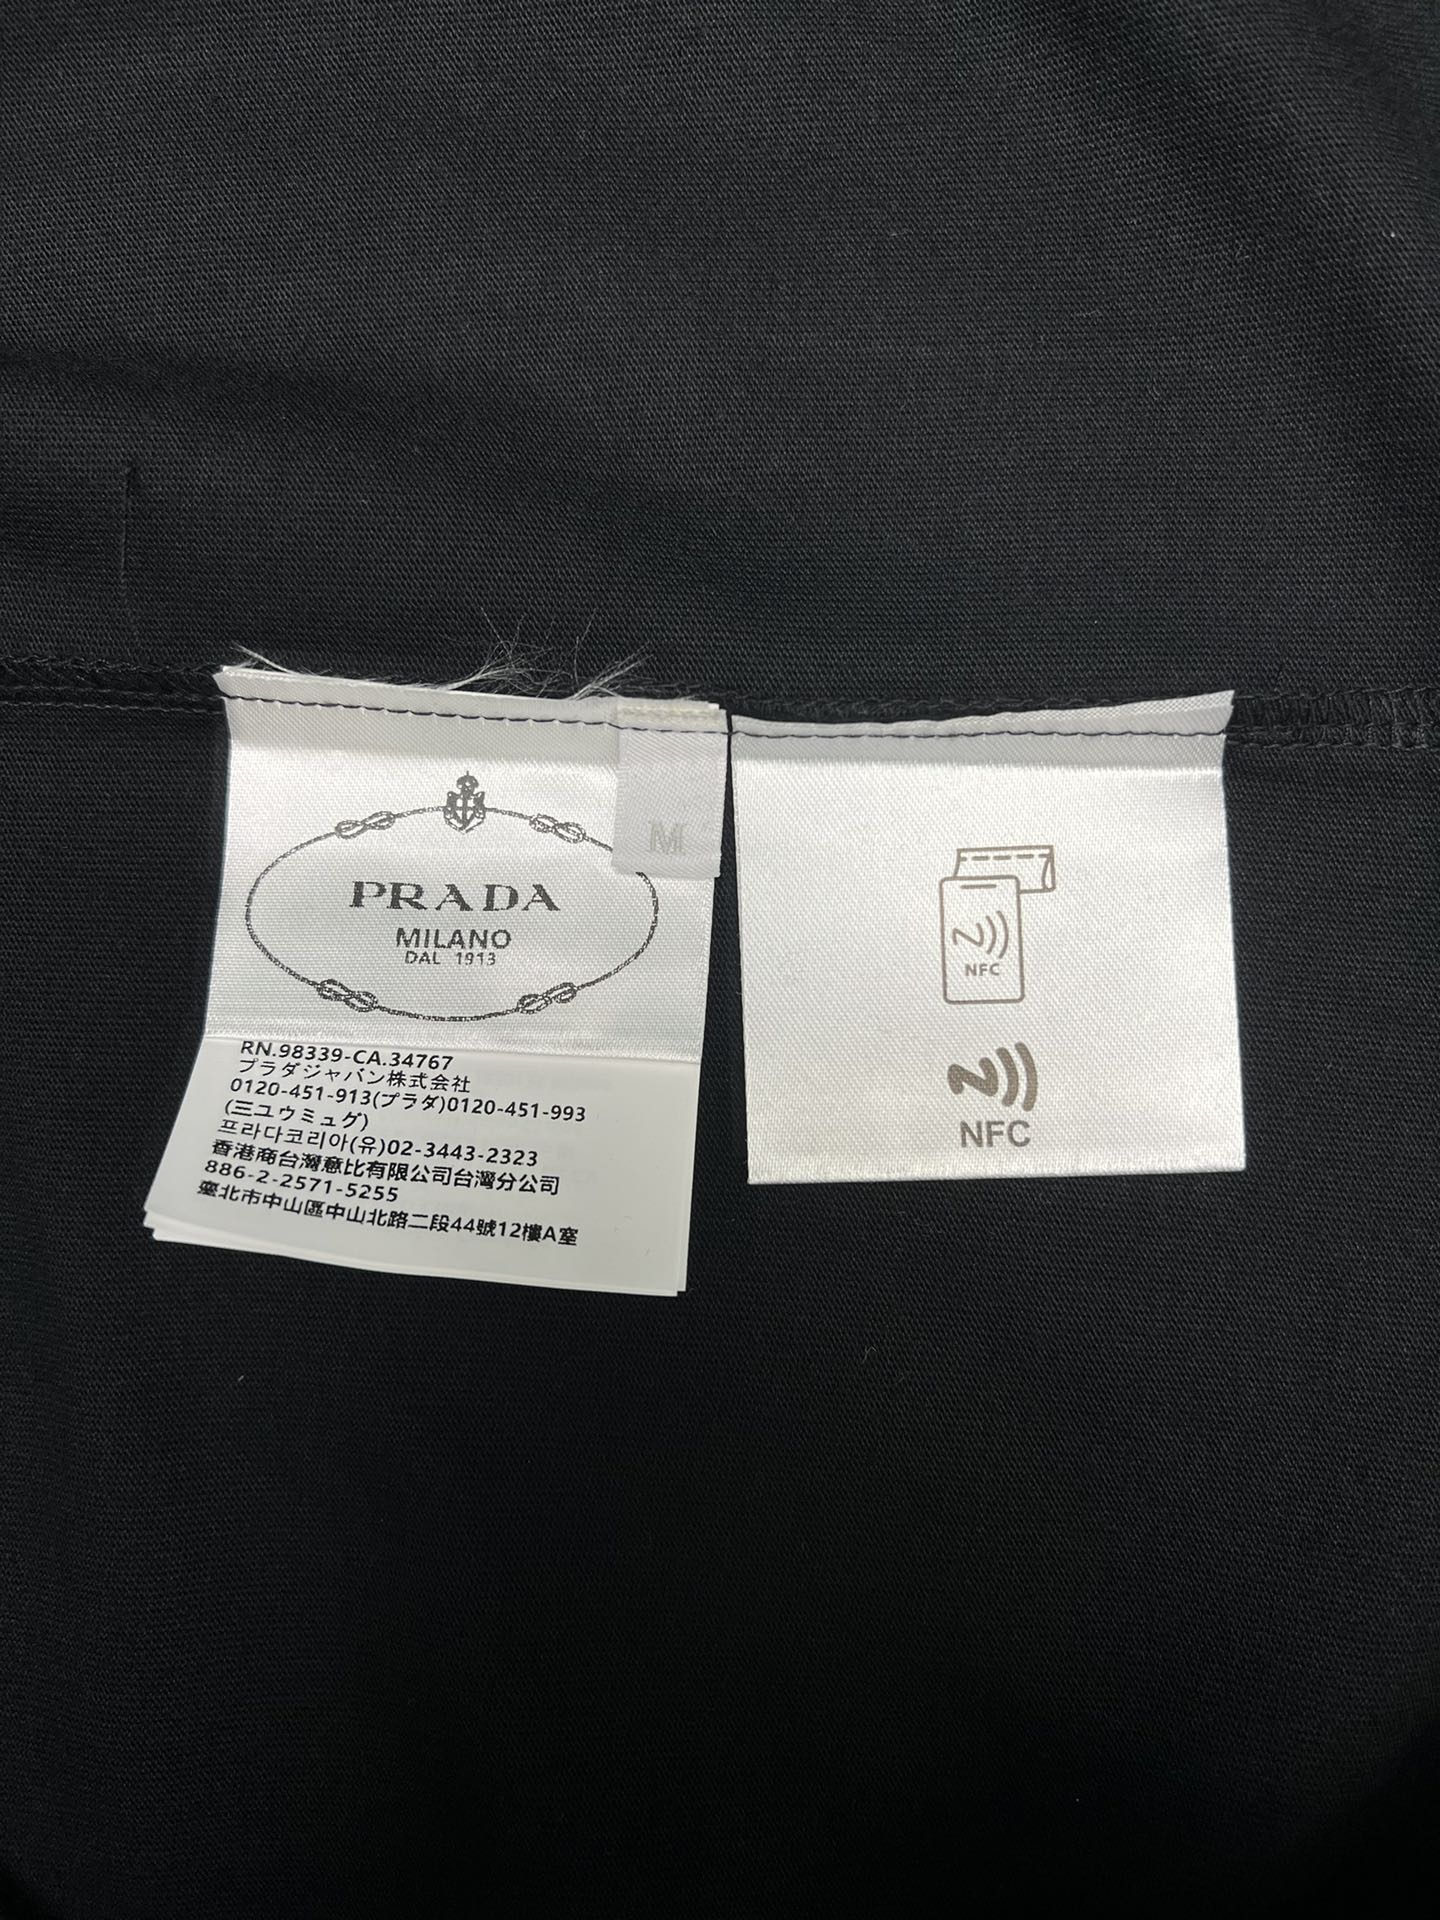 M
PRADA
MILANO
DAL 1913
RN.98339-CA.34767
プラダジャバン株式会社
0120-451-913(プラダ)0120-451-993
(三ユウミュグ)
프라다코리아(유)02-3443-2323
香港商台灣意比有限公司台灣分公司
886-2-2571-5255
臺北市中山區中山北路二段44號12樓A室
NFC
NFC